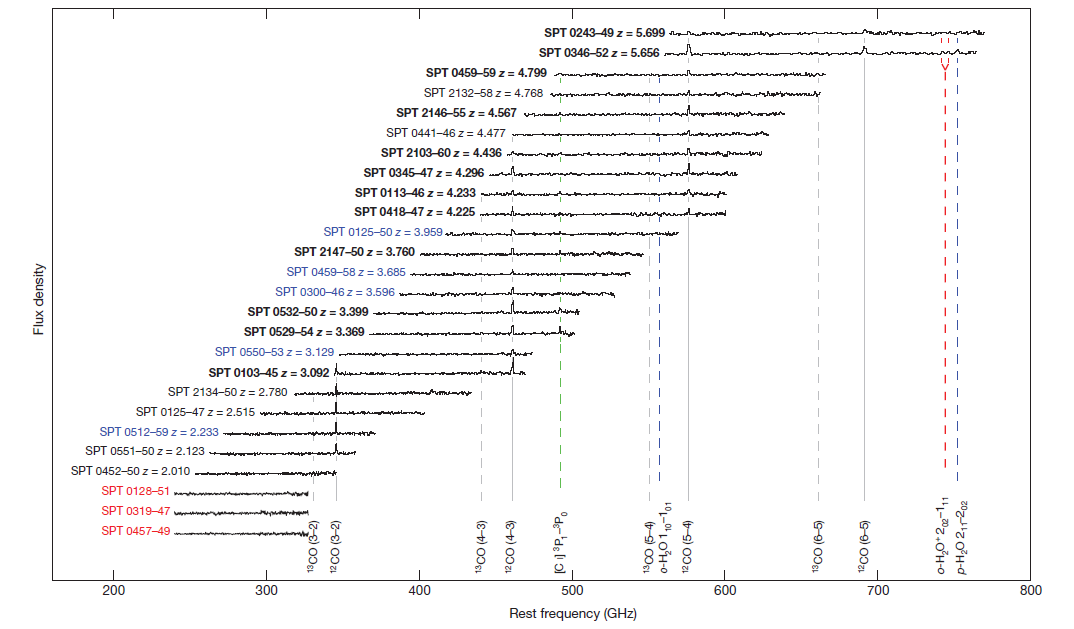 SPT 0243–49 z = 5.699
SPT 0346–52 z = 5.656
SPT 0459–59 z = 4.799
SPT 2132–58 z = 4.768
SPT 2146–55 z = 4.567
SPT 0441–46 z = 4.477
SPT 2103–60 z = 4.436
SPT 0345–47 z = 4.296
SPT 0113–46 z = 4.233
SPT 0418–47 z = 4.225
SPT 0125–50 z = 3.959
SPT 2147–50 z = 3.760
SPT 0459–58 z = 3.685
SPT 0300–46 z = 3.596
SPT 0532–50 z = 3.399
SPT 0529–54 z = 3.369
SPT 0550–53 z = 3.129
SPT 0103–45 z = 3.092
SPT 2134–50 z = 2.780
SPT 0125–47 z = 2.515
SPT 0512–59 z = 2.233
SPT 0551–50 z = 2.123
SPT 0452–50 z = 2.010
SPT 0128–51
SPT 0319–47
SPT 0457–49
Flux density
¹³CO (3–2)
¹²CO (3–2)
¹³CO (4–3)
¹²CO (4–3)
[C I] ³P₁–³P₀
¹³CO (5–4)
o-H₂O 1₁₀–1₀₁
¹²CO (5–4)
¹³CO (6–5)
¹²CO (6–5)
o-H₂O⁺ 2₀₂–1₁₁
p-H₂O 2₁₁–2₀₂
200 300 400 500 600 700 800
Rest frequency (GHz)